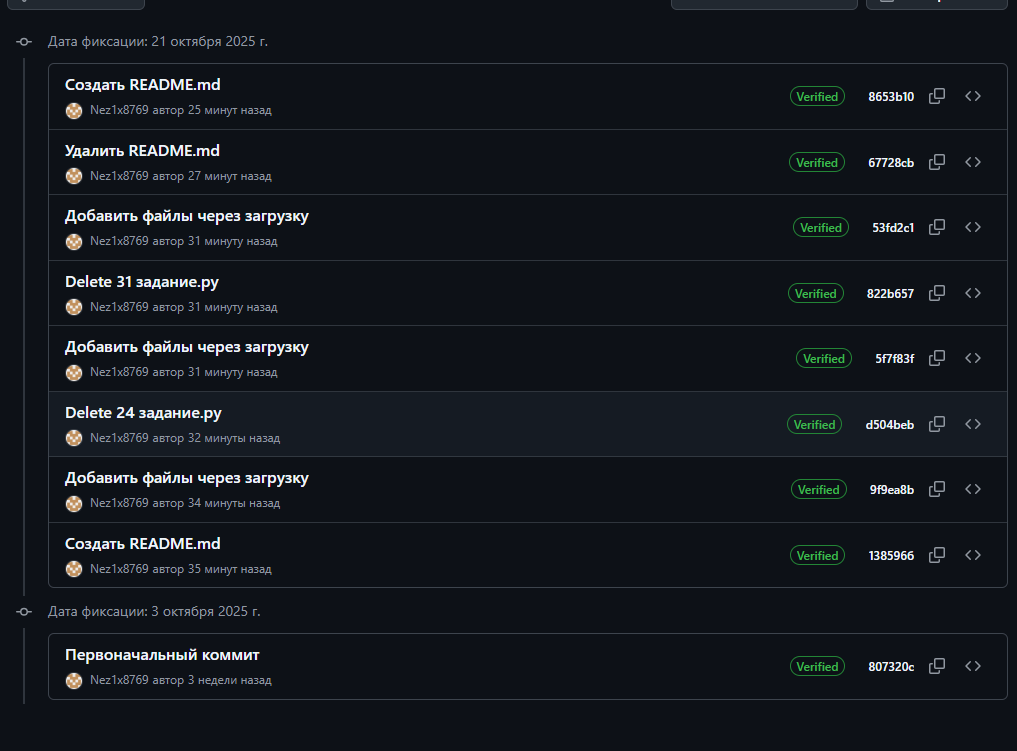 Дата фиксации: 21 октября 2025 г.
Создать README.md
Nez1x8769 автор 25 минут назад
Verified
8653b10
Удалить README.md
Nez1x8769 автор 27 минут назад
Verified
67728cb
Добавить файлы через загрузку
Nez1x8769 автор 31 минуту назад
Verified
53fd2c1
Delete 31 задание.py
Nez1x8769 автор 31 минуту назад
Verified
822b657
Добавить файлы через загрузку
Nez1x8769 автор 31 минуту назад
Verified
5f7f83f
Delete 24 задание.py
Nez1x8769 автор 32 минуты назад
Verified
d504beb
Добавить файлы через загрузку
Nez1x8769 автор 34 минуты назад
Verified
9f9ea8b
Создать README.md
Nez1x8769 автор 35 минут назад
Verified
1385966
Дата фиксации: 3 октября 2025 г.
Первоначальный коммит
Nez1x8769 автор 3 недели назад
Verified
807320c